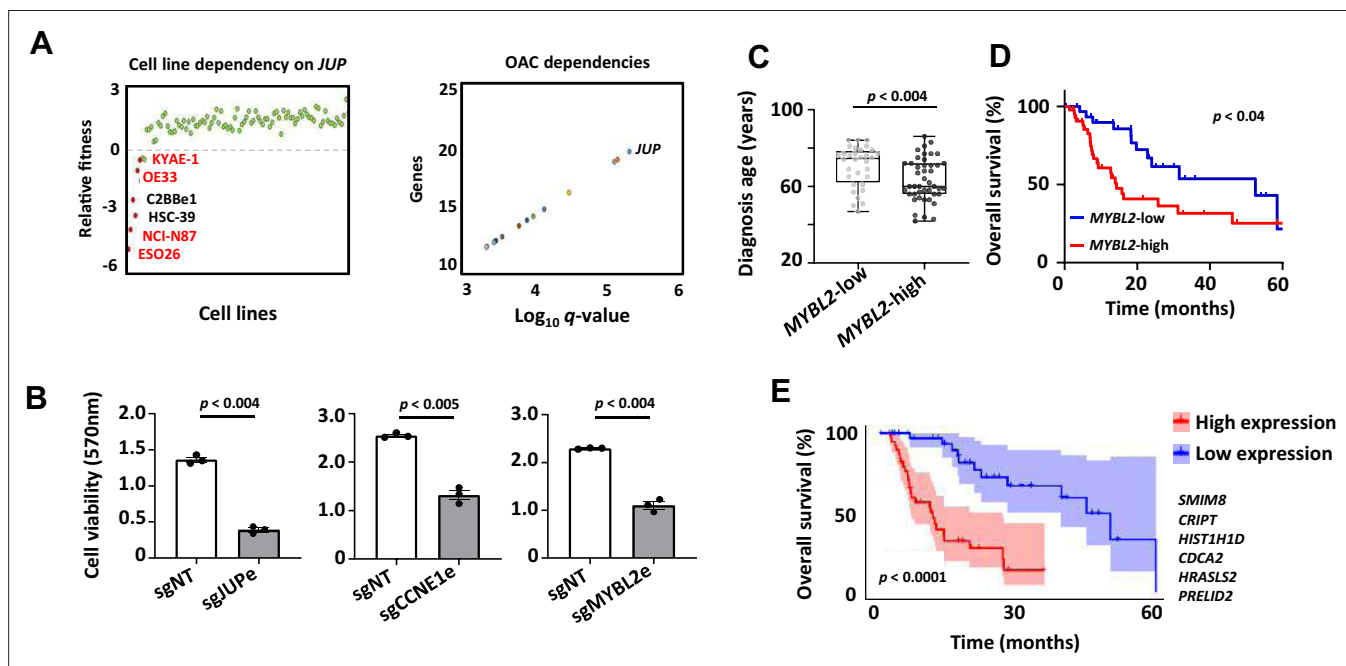 A
Cell line dependency on JUP
3
0
-3
-6
Relative fitness
KYAE-1
OE33
C2BBe1
HSC-39
NCI-N87
ESO26
Cell lines
OAC dependencies
25
20
15
10
Genes
JUP
3 4 5 6
Log10 q-value
B
Cell viability (570nm)
p < 0.004
2.0
1.5
1.0
0.5
0
sgNT
sgJUPe
p < 0.005
3.0
2.0
1.0
0
sgNT
sgCCNE1e
p < 0.004
3.0
2.0
1.0
0
sgNT
sgMYBL2e
C
p < 0.004
100
80
60
40
20
Diagnosis age (years)
MYBL2-low
MYBL2-high
D
Overall survival (%)
100
50
0
p < 0.04
MYBL2-low
MYBL2-high
0 20 40 60
Time (months)
E
High expression
Low expression
Overall survival (%)
100
50
0
p < 0.0001
SMIM8
CRIPT
HIST1H1D
CDCA2
HRASLS2
PRELID2
0 30 60
Time (months)